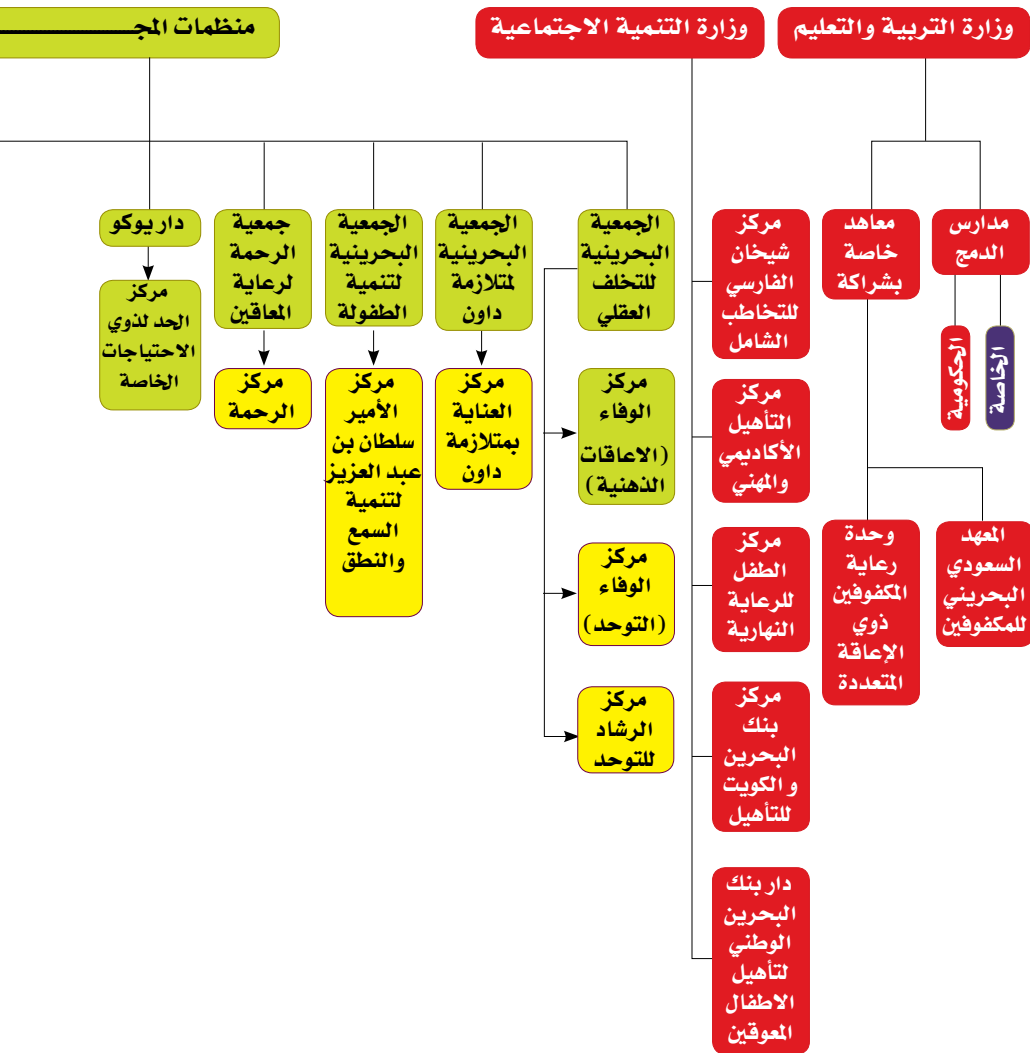 وزارة التربية والتعليم
وزارة التنمية الاجتماعية
منظمات المجـ
مدارس
الدمج
الخاصة
الحكومية
معاهد
خاصة
بشراكة
المعهد
السعودي
البحريني
للمكفوفين
وحدة
رعاية
المكفوفين
ذوي
الإعاقة
المتعددة
مركز
شيخان
الفارسي
للتخاطب
الشامل
مركز
التأهيل
الأكاديمي
والمهني
مركز
الطفل
للرعاية
النهارية
مركز
بنك
البحرين
و الكويت
للتأهيل
دار بنك
البحرين
الوطني
لتأهيل
الاطفال
المعوقين
الجمعية
البحرينية
للتخلف
العقلي
مركز
الوفاء
(الاعاقات
الذهنية)
مركز
الوفاء
(التوحد)
مركز
الرشاد
للتوحد
الجمعية
البحرينية
لمتلازمة
داون
مركز
العناية
بمتلازمة
داون
الجمعية
البحرينية
لتنمية
الطفولة
مركز
الأمير
سلطان بن
عبد العزيز
لتنمية
السمع
والنطق
جمعية
الرحمة
لرعاية
المعاقين
مركز
الرحمة
دار يوكو
مركز
الحد لذوي
الاحتياجات
الخاصة